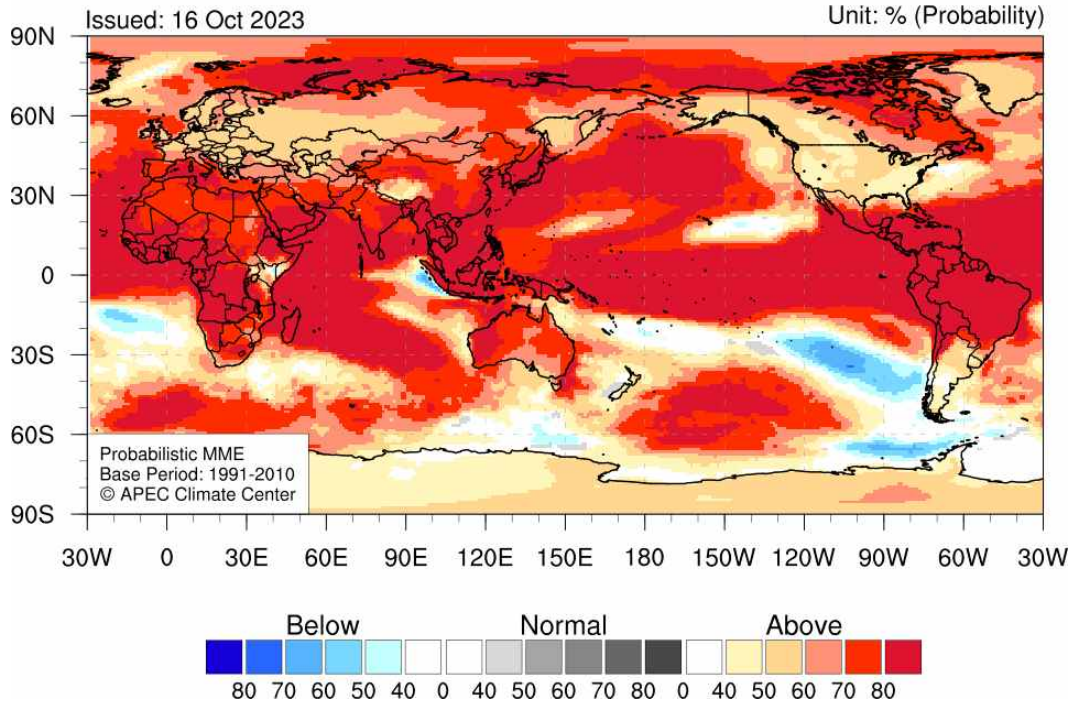 Issued: 16 Oct 2023
Unit: % (Probability)
90N
60N
30N
0
30S
60S
90S
Probabilistic MME
Base Period: 1991-2010
© APEC Climate Center
30W 0 30E 60E 90E 120E 150E 180 150W 120W 90W 60W 30W
Below Normal Above
80 70 60 50 40 0 40 50 60 70 80 0 40 50 60 70 80